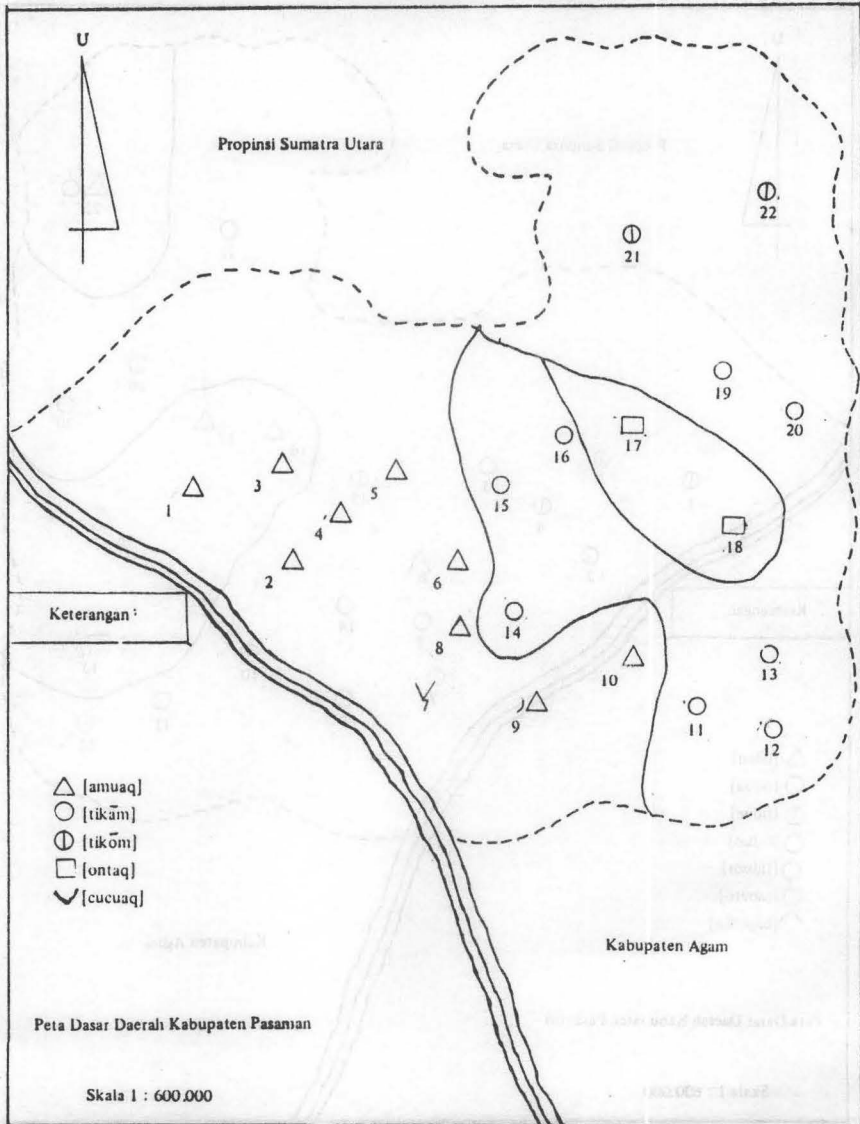 U
Propinsi Sumatra Utara
22
21
19
20
17
16
3
5
1
15
4
18
2
6
Keterangan :
14
8
13
10
9
11
12
7
△ [amuaq]
○ [tikām]
[tikōm]
□ [ontaq]
[cucuaq]
Kabupaten Agam
Peta Dasar Daerah Kabupaten Pasaman
Skala 1 : 600.000